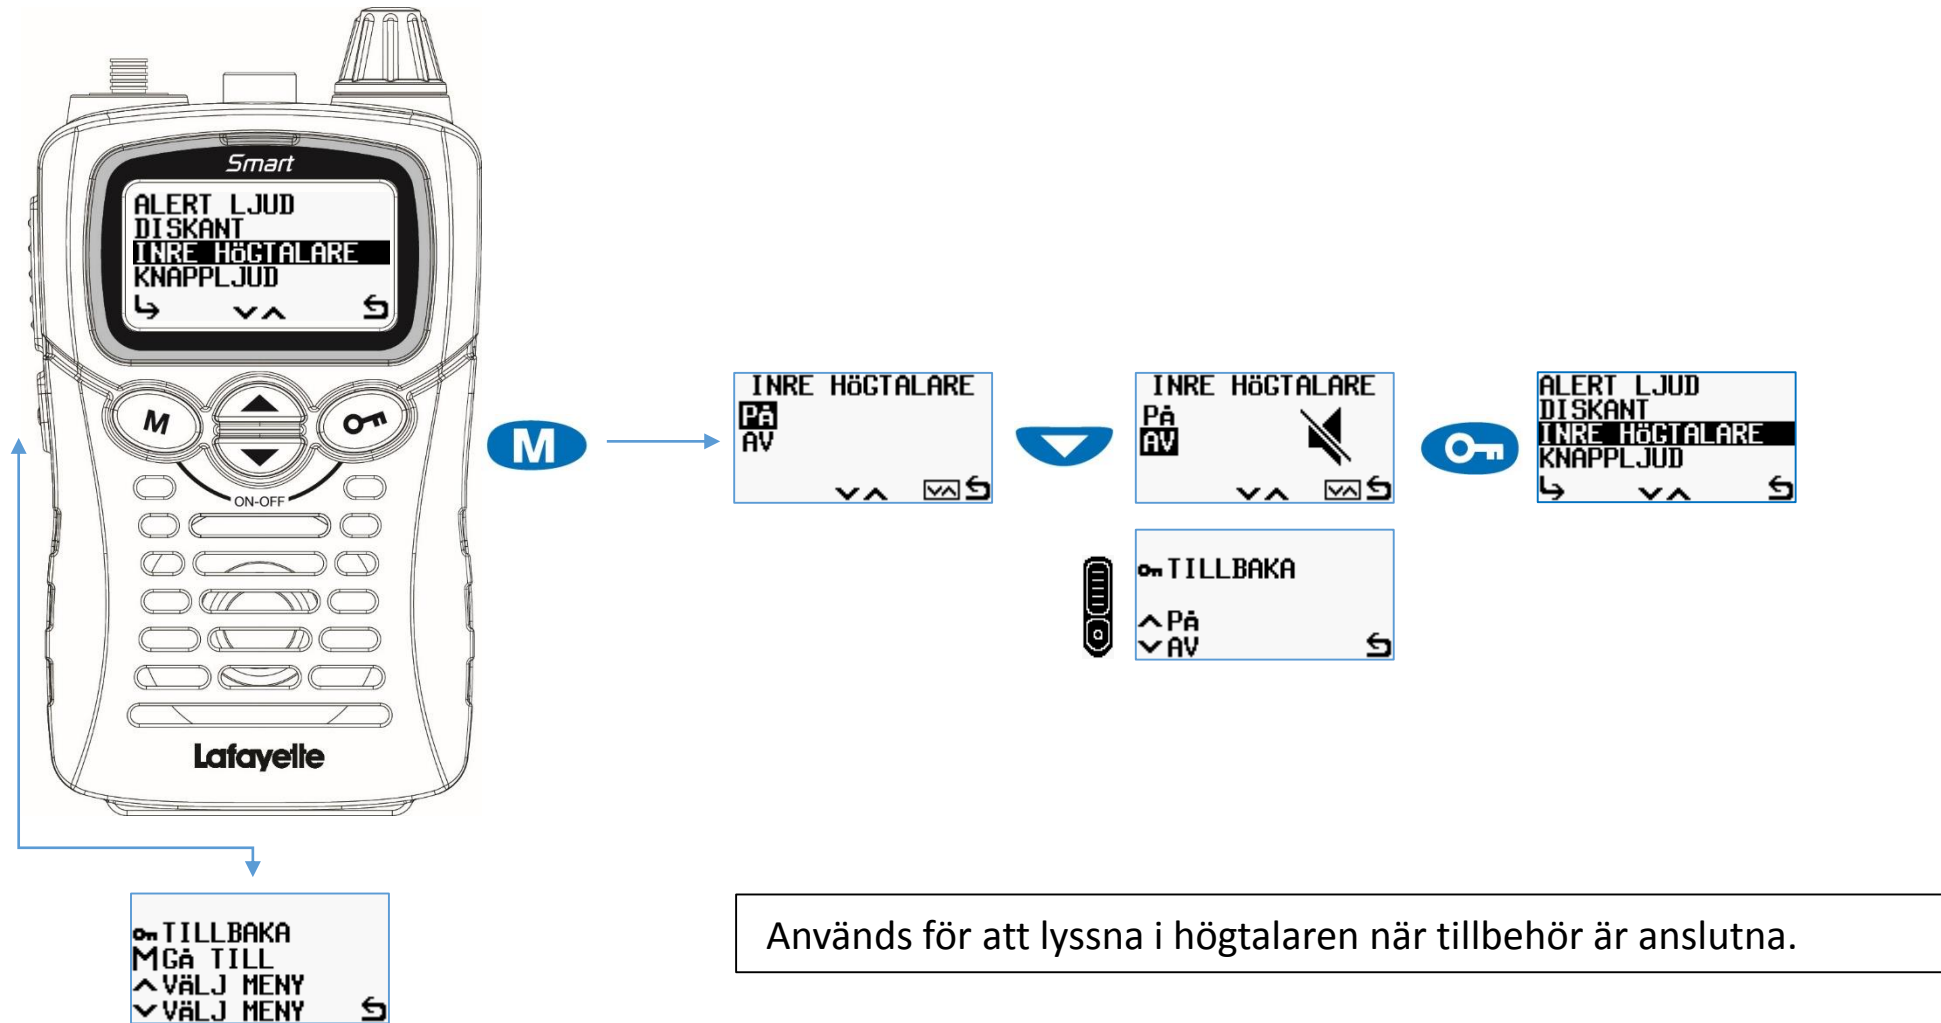 Smart
ALERT LJUD
DISKANT
INRE HöGTALARE
KNAPPLJUD
M
ON-OFF
Lafayette
M
INRE HöGTALARE
På
AV
INRE HöGTALARE
På
AV
ALERT LJUD
DISKANT
INRE HöGTALARE
KNAPPLJUD
TILLBAKA
På
AV
TILLBAKA
M Gå TILL
VäLJ MENY
VäLJ MENY
Används för att lyssna i högtalaren när tillbehör är anslutna.